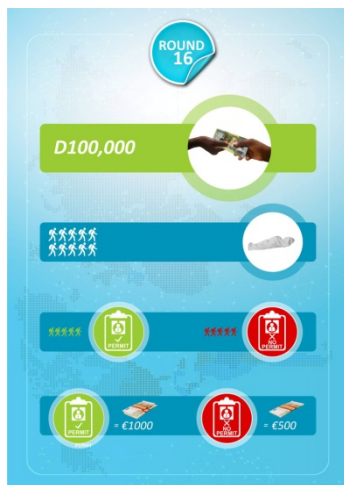 ROUND
16
D100,000
PERMIT
NO
PERMIT
PERMIT
= €1000
NO
PERMIT
= €500